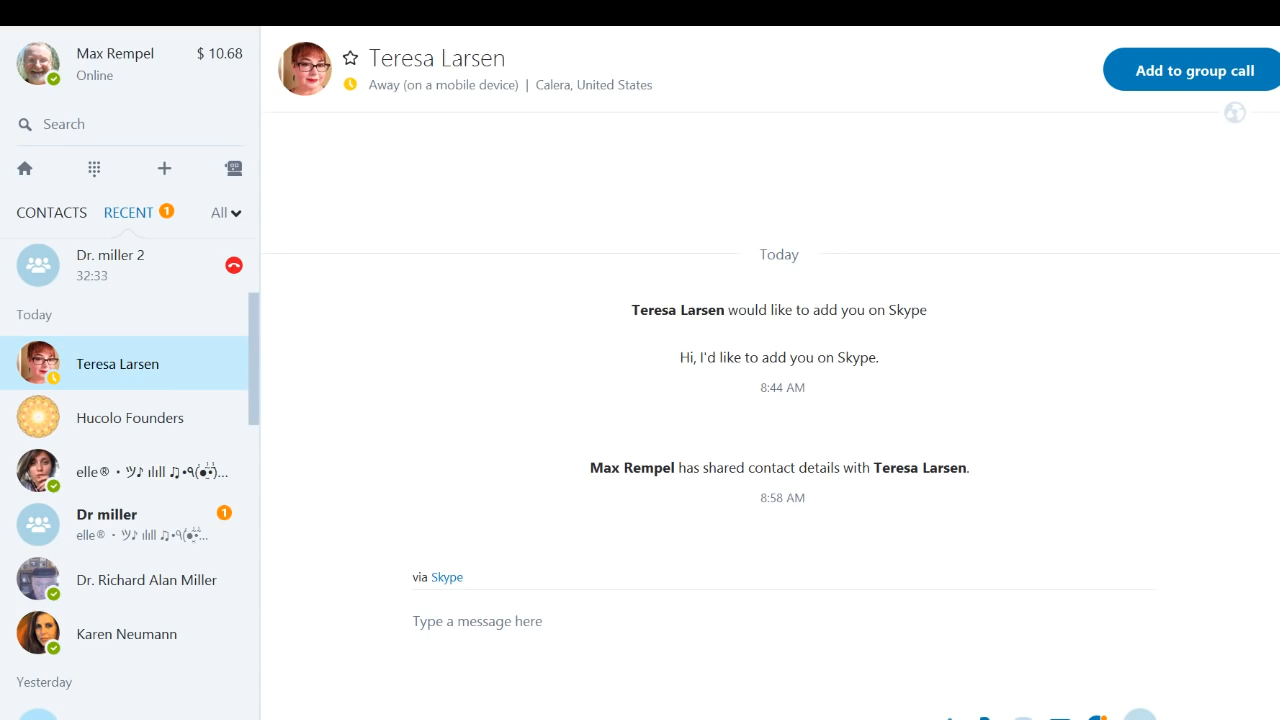 Max Rempel
$ 10.68
Online
Search
CONTACTS
RECENT
1
All
Dr. miller 2
32:33
Today
Teresa Larsen
Hucolo Founders
elle® ・ ツ♪ ılıll ♫•
Dr miller
1
elle® ・ ツ♪ ılıll ♫•
Dr. Richard Alan Miller
Karen Neumann
Yesterday
Teresa Larsen
Away (on a mobile device) | Calera, United States
Add to group call
Today
Teresa Larsen would like to add you on Skype
Hi, I'd like to add you on Skype.
8:44 AM
Max Rempel has shared contact details with Teresa Larsen.
8:58 AM
via Skype
Type a message here